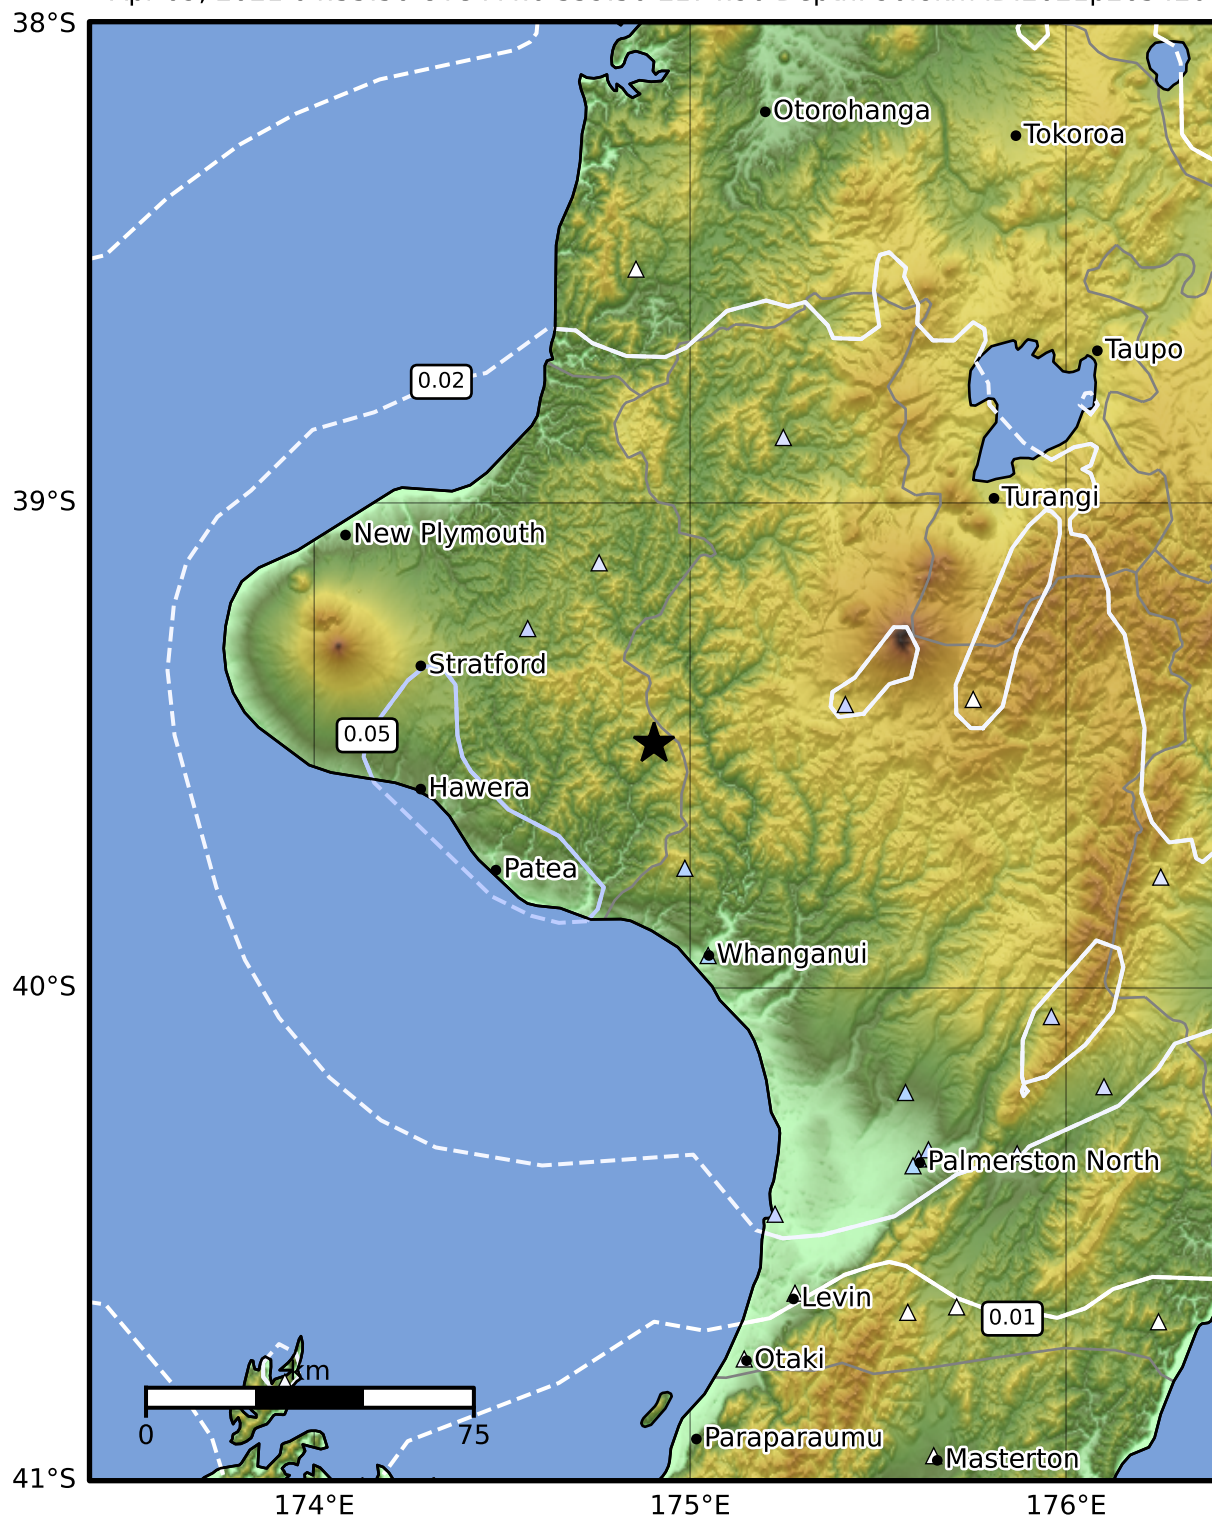 38°S
Otorohanga
Tokoroa
Taupo
0.02
39°S
Turangi
New Plymouth
Stratford
0.05
Hawera
Patea
Whanganui
40°S
Palmerston North
Levin
0.01
Otaki
km
0
75
Paraparaumu
Masterton
41°S
174°E
175°E
176°E